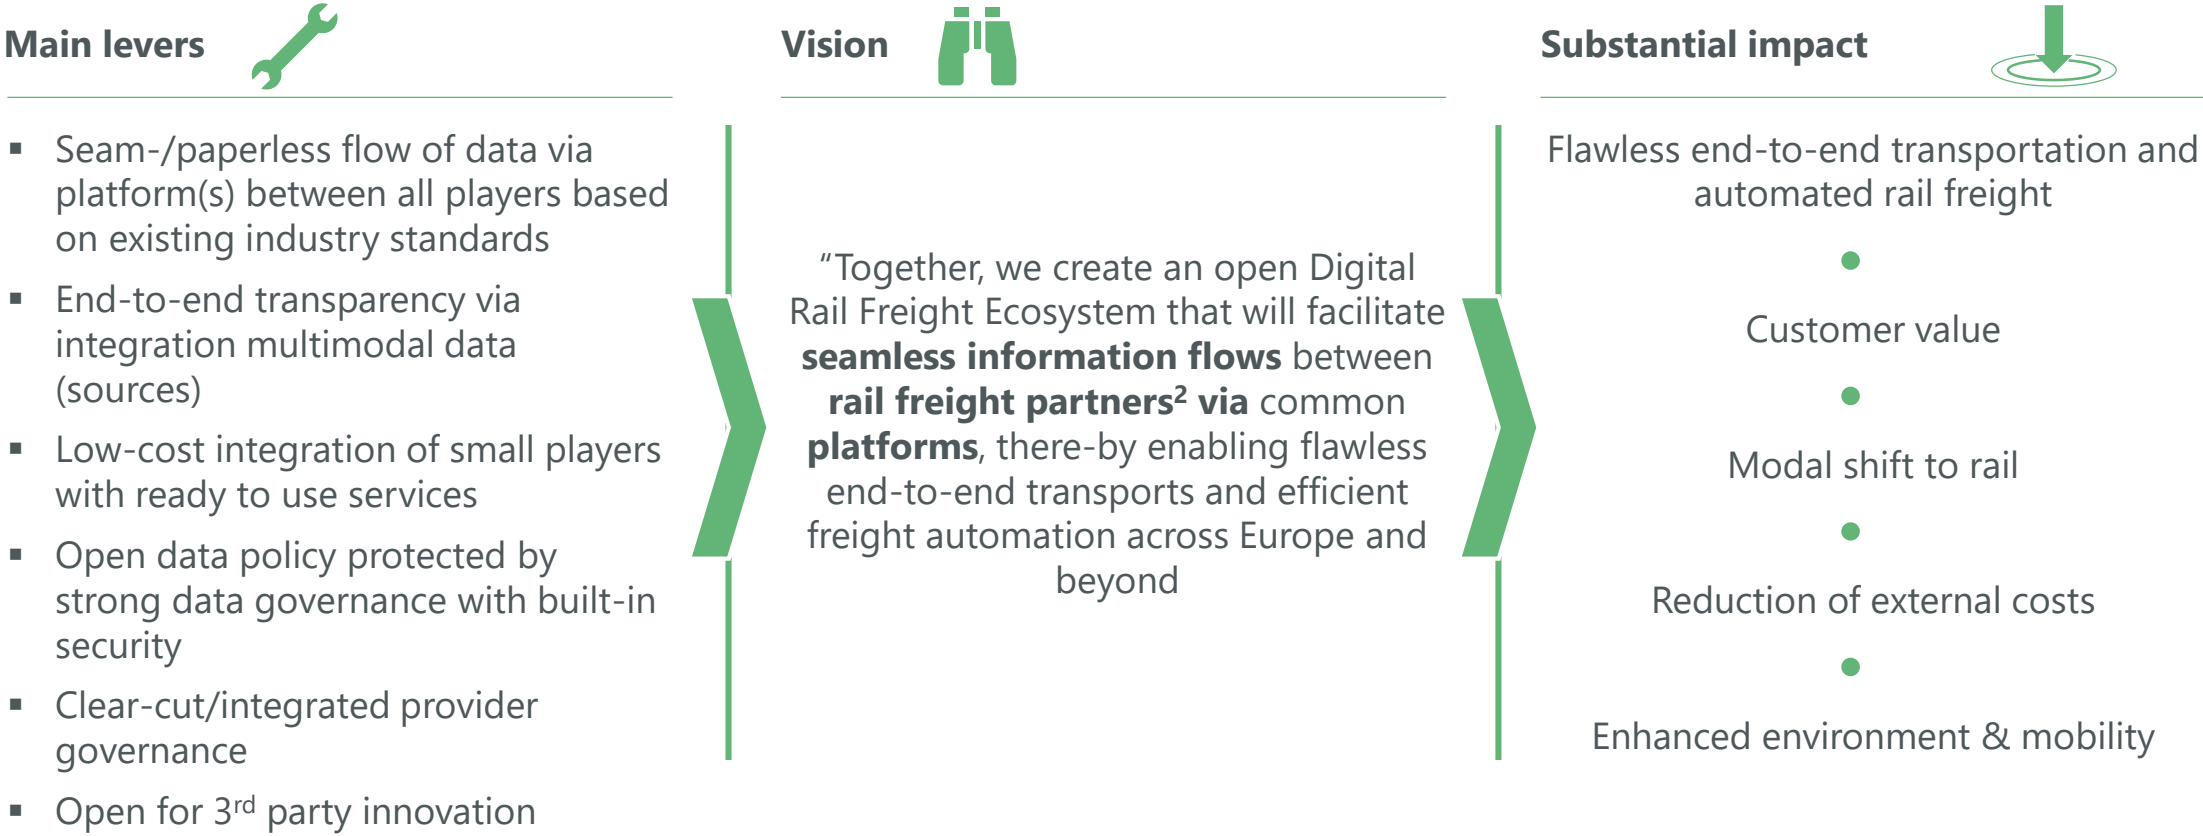 Main levers
▪ Seam-/paperless flow of data via
platform(s) between all players based
on existing industry standards
▪ End-to-end transparency via
integration multimodal data
(sources)
▪ Low-cost integration of small players
with ready to use services
▪ Open data policy protected by
strong data governance with built-in
security
▪ Clear-cut/integrated provider
governance
▪ Open for 3rd party innovation
Vision
“Together, we create an open Digital
Rail Freight Ecosystem that will facilitate
seamless information flows between
rail freight partners² via common
platforms, there-by enabling flawless
end-to-end transports and efficient
freight automation across Europe and
beyond
Substantial impact
Flawless end-to-end transportation and
automated rail freight
Customer value
Modal shift to rail
Reduction of external costs
Enhanced environment & mobility